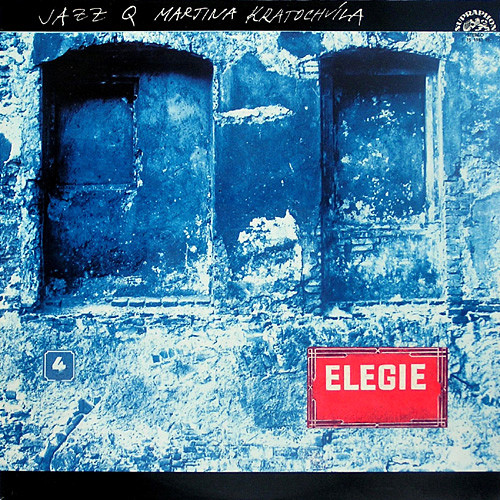 JAZZ Q MARTINA KRATOCHVÍLA
SUPRAPHON
4
ELEGIE